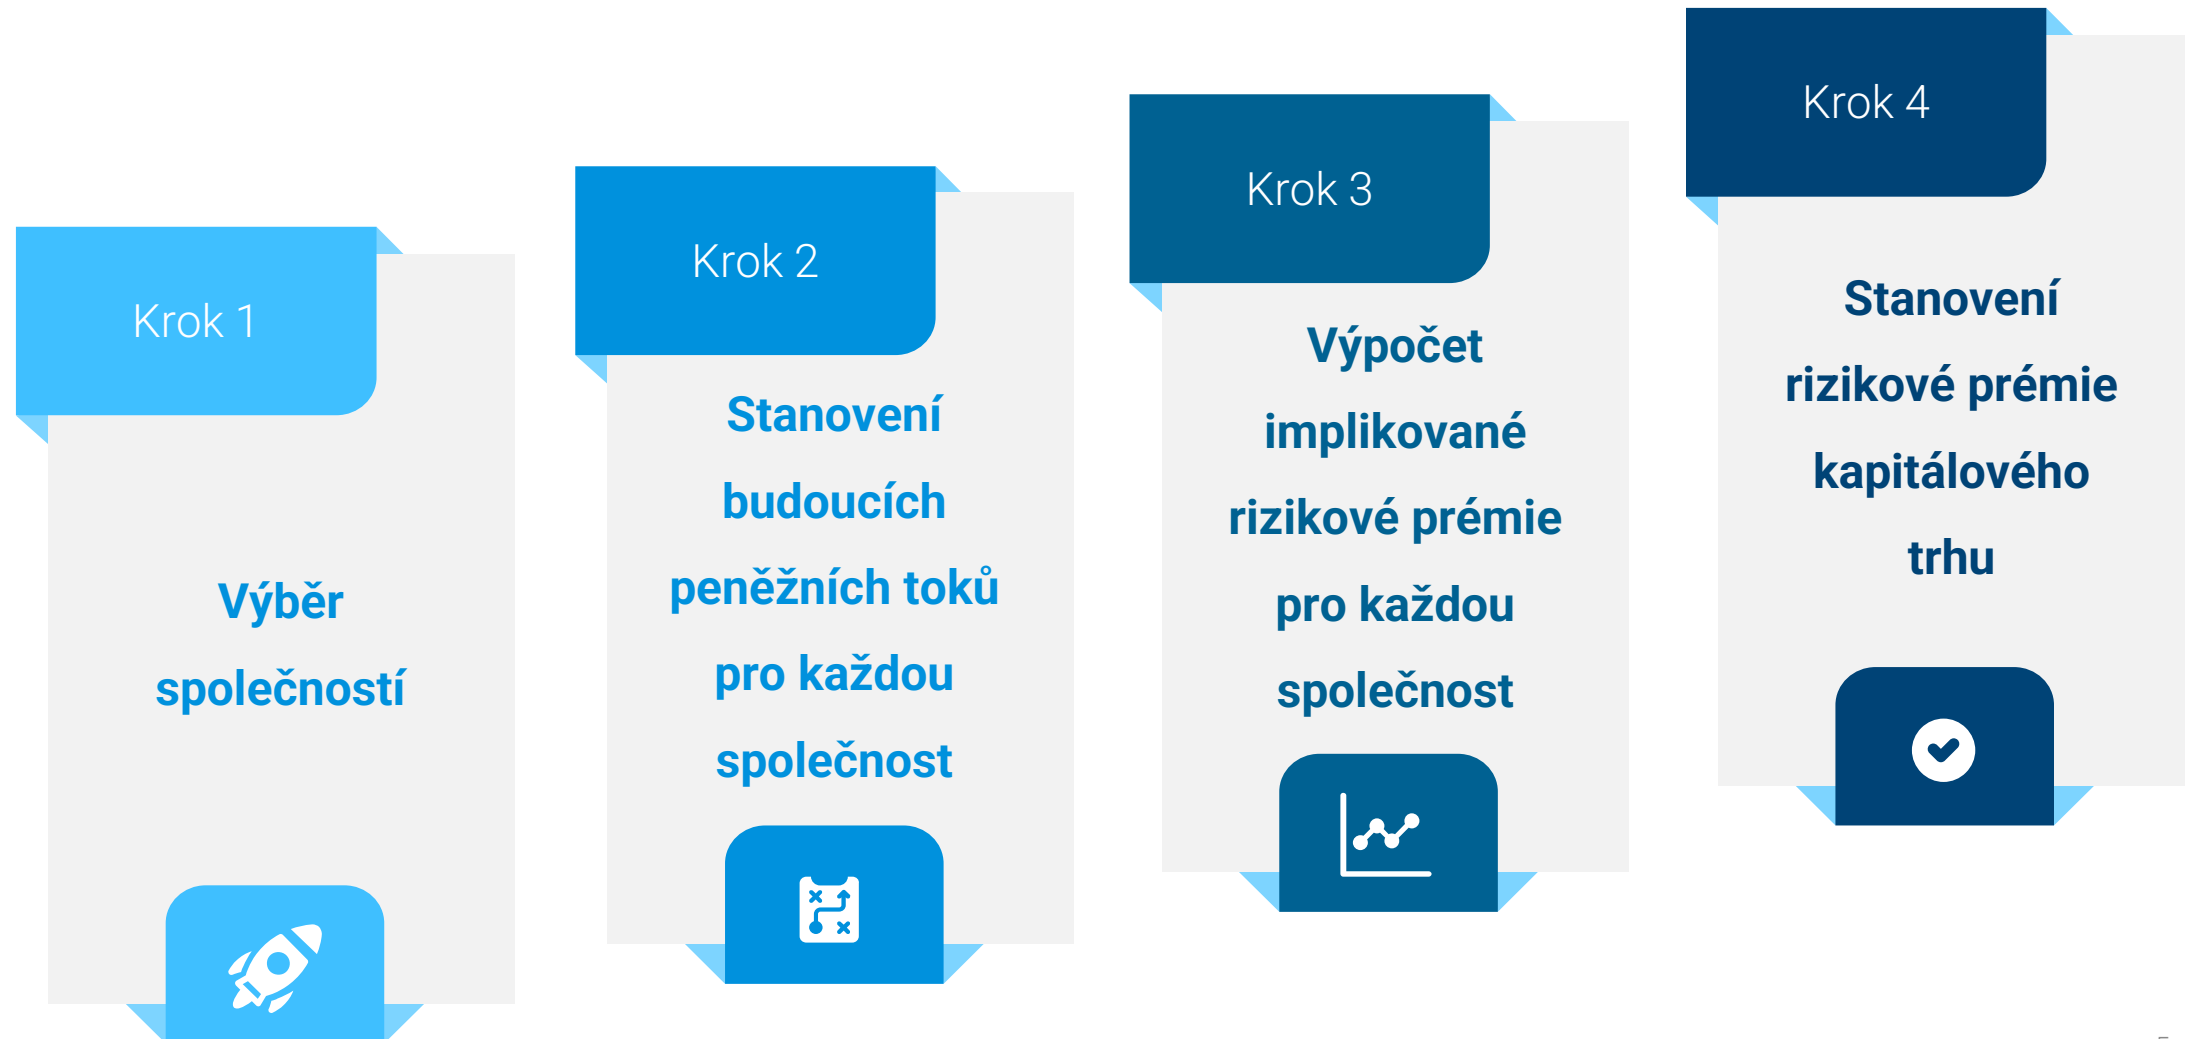 Krok 1
Výběr
společností
Krok 2
Stanovení
budoucích
peněžních toků
pro každou
společnost
Krok 3
Výpočet
implikované
rizikové prémie
pro každou
společnost
Krok 4
Stanovení
rizikové prémie
kapitálového
trhu